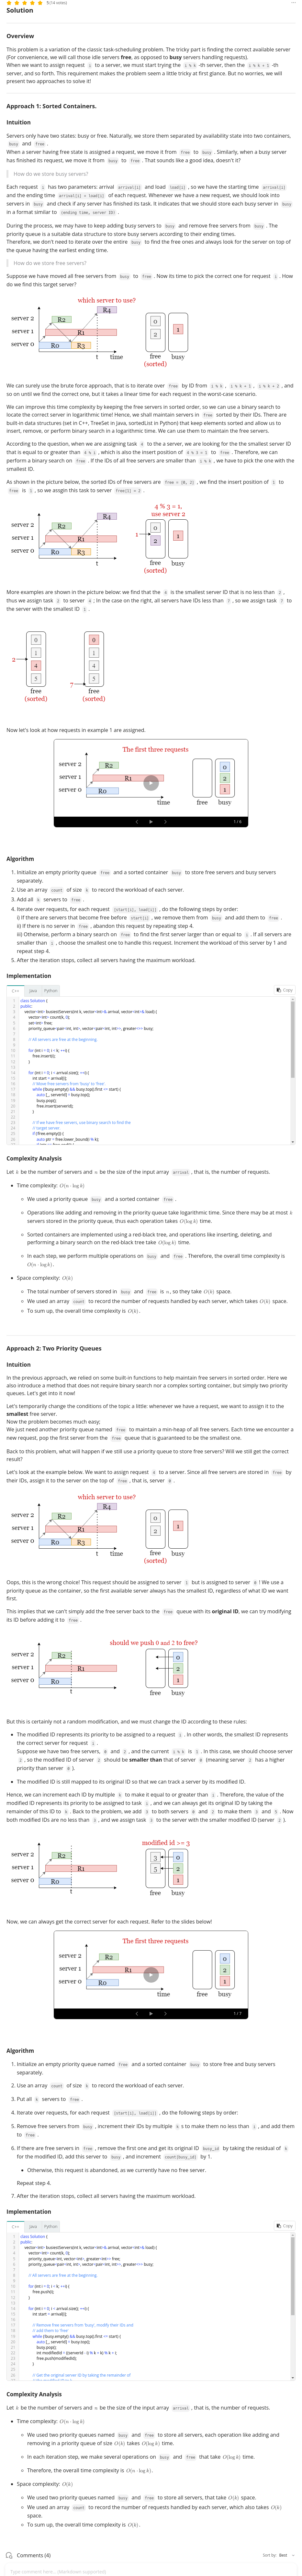 5 (14 votes)
Solution
Overview
This problem is a variation of the classic task-scheduling problem. The tricky part is finding the correct available server
(For convenience, we will call those idle servers free, as opposed to busy servers handling requests).
When we want to assign request i to a server, we must start trying the i % k -th server, then the i % k + 1 -th
server, and so forth. This requirement makes the problem seem a little tricky at first glance. But no worries, we will
present two approaches to solve it!
Approach 1: Sorted Containers.
Intuition
Servers only have two states: busy or free. Naturally, we store them separated by availability state into two containers,
busy and free .
When a server having free state is assigned a request, we move it from free to busy . Similarly, when a busy server
has finished its request, we move it from busy to free . That sounds like a good idea, doesn't it?
How do we store busy servers?
Each request i has two parameters: arrival arrival[i] and load load[i] , so we have the starting time arrival[i]
and the ending time arrival[i] + load[i] of each request. Whenever we have a new request, we should look into
servers in busy and check if any server has finished its task. It indicates that we should store each server in busy
in a format similar to (ending time, server ID) .
During the process, we may have to keep adding busy servers to busy and remove free servers from busy . The
priority queue is a suitable data structure to store busy servers according to their ending times.
Therefore, we don't need to iterate over the entire busy to find the free server, but we always look for the server on top
of the queue having the earliest ending time.
How do we store free servers?
Suppose we have moved all free servers from busy to free . Now its time to pick the correct one for request i . How
do we find this target server?
which server to use?
R4
server 2
R2
server 1
R1
server 0
R0
R3
t
time
0
2
1
free
busy
(sorted)
We can surely use the brute force approach, that is to iterate over free by ID from i % k , i % k + 1 , i % k + 2 , and
so on until we find the correct one, but it takes a linear time for each request in the worst-case scenario.
We can improve this time complexity by keeping the free servers in sorted order, so we can use a binary search to
locate the correct server in logarithmic time! Hence, we shall maintain servers in free sorted by their IDs. There are
built-in data structures (set in C++, TreeSet in Java, sortedList in Python) that keep elements sorted and allow us to
insert, remove, or perform binary search in a logarithmic time. We can use them to maintain the free servers.
According to the question, when we are assigning task 4 to the a server, we are looking for the smallest server ID
that is equal to or greater than 4 % i , which is also the insert position of 4 % 3 = 1 to free . Therefore, we can
perform a binary search on free . If the IDs of all free servers are smaller than i % k , we have to pick the one with the
smallest ID.
As shown in the picture below, the sorted IDs of free servers are free = [0, 2] , we find the insert position of 1 to
free is 1 , so we assign this task to server free[1] = 2 .
4 % 3 = 1,
use server 2
R4
server 2
R2
server 1
R1
server 0
R0
R3
t
time
0
1
2
1
free
busy
(sorted)
More examples are shown in the picture below: we find that the 4 is the smallest server ID that is no less than 2 ,
thus we assign task 2 to server 4 ; In the case on the right, all servers have IDs less than 7 , so we assign task 7 to
the server with the smallest ID 1 .
0
1
2
4
5
free
(sorted)
0
1
4
5
7
free
(sorted)
Now let's look at how requests in example 1 are assigned.
The first three requests
server 2
R2
server 1
R1
server 0
R0
time
0
2
1
free
busy
1 / 6
Algorithm
1. Initialize an empty priority queue free and a sorted container busy to store free servers and busy servers
separately.
2. Use an array count of size k to record the workload of each server.
3. Add all k servers to free .
4. Iterate over requests, for each request [start[i], load[i]] , do the following steps by order:
i) If there are servers that become free before start[i] , we remove them from busy and add them to free .
ii) If there is no server in free , abandon this request by repeating step 4.
iii) Otherwise, perform a binary search on free to find the first server larger than or equal to i . If all servers are
smaller than i , choose the smallest server to handle this request. Increment the workload of this server by 1 and
repeat step 4.
After the iteration stops, collect all servers having the maximum workload.
Implementation
C++
Java
Python
Copy
1 class Solution {
2 public:
3 vector<int> busiestServers(int k, vector<int>& arrival, vector<int>& load) {
4 vector<int> count(k, 0);
5 set<int> free;
6 priority_queue<pair<int, int>, vector<pair<int, int>>, greater<>> busy;
7
8 // All servers are free at the beginning.
9
10 for (int i = 0; i < k; ++i) {
11 free.insert(i);
12 }
13
14 for (int i = 0; i < arrival.size(); ++i) {
15 int start = arrival[i];
16 // Move free servers from 'busy' to 'free'.
17 while (!busy.empty() && busy.top().first <= start) {
18 auto [_, serverId] = busy.top();
19 busy.pop();
20 free.insert(serverId);
21 }
22
23 // If we have free servers, use binary search to find the
24 // target server.
25 if (!free.empty()) {
Complexity Analysis
Let k be the number of servers and n be the size of the input array arrival , that is, the number of requests.
• Time complexity: O(n · log k)
We used a priority queue busy and a sorted container free .
Operations like adding and removing in the priority queue take logarithmic time. Since there may be at most k
servers stored in the priority queue, thus each operation takes O(log k) time.
Sorted containers are implemented using a red-black tree, and operations like inserting, deleting, and
performing a binary search on the red-black tree take O(log k) time.
In each step, we perform multiple operations on busy and free . Therefore, the overall time complexity is
O(n · log k).
• Space complexity: O(k)
The total number of servers stored in busy and free is n, so they take O(k) space.
We used an array count to record the number of requests handled by each server, which takes O(k) space.
To sum up, the overall time complexity is O(k).
Approach 2: Two Priority Queues
Intuition
In the previous approach, we relied on some built-in functions to help maintain free servers in sorted order. Here we
also introduce a method that does not require binary search nor a complex sorting container, but simply two priority
queues. Let's get into it now!
Let's temporarily change the conditions of the topic a little: whenever we have a request, we want to assign it to the
smallest free server.
Now the problem becomes much easy;
We just need another priority queue named free to maintain a min-heap of all free servers. Each time we encounter a
new request, pop the first server from the free queue that is guaranteed to be the smallest one.
Back to this problem, what will happen if we still use a priority queue to store free servers? Will we still get the correct
result?
Let's look at the example below. We want to assign request 4 to a server. Since all free servers are stored in free by
their IDs, assign it to the server on the top of free , that is, server 0 .
which server to use?
R4
server 2
R2
server 1
R1
server 0
R0
R3
t
time
0
2
1
free
busy
(sorted)
Oops, this is the wrong choice! This request should be assigned to server 2 but is assigned to server 0 ! We use a
priority queue as the container, so the first available server always has the smallest ID, regardless of what ID we want
first.
This implies that we can't simply add the free server back to the free queue with its original ID, we can try modifying
its ID before adding it to free .
should we push 0 and 2 to free?
server 2
R2
server 1
R1
server 0
R0
t
time
0
2
1
free
busy
But this is certainly not a random modification, and we must change the ID according to these rules:
• The modified ID represents its priority to be assigned to a request i . In other words, the smallest ID represents
the correct server for request i .
Suppose we have two free servers, 0 and 2 , and the current i % k is 1 . In this case, we should choose server
2 , so the modified ID of server 2 should be smaller than that of server 0 (meaning server 2 has a higher
priority than server 0 ).
• The modified ID is still mapped to its original ID so that we can track a server by its modified ID.
Hence, we can increment each ID by multiple k to make it equal to or greater than i . Therefore, the value of the
modified ID represents its priority to be assigned to task i , and we can always get its original ID by taking the
remainder of this ID to k . Back to the problem, we add 3 to both servers 0 and 2 to make them 3 and 5 . Now
both modified IDs are no less than 3 , and we assign task 3 to the server with the smaller modified ID (server 2 ).
modified id >= 3
server 2
R2
server 1
R1
server 0
R0
t
time
3
5
0
2
1
free
busy
Now, we can always get the correct server for each request. Refer to the slides below!
The first three requests
server 2
R2
server 1
R1
server 0
R0
time
0
2
1
free
busy
1 / 7
Algorithm
1. Initialize an empty priority queue named free and a sorted container busy to store free and busy servers
separately.
2. Use an array count of size k to record the workload of each server.
3. Put all k servers to free .
4. Iterate over requests, for each request [start[i], load[i]] , do the following steps by order:
5. Remove free servers from busy , increment their IDs by multiple k s to make them no less than i , and add them
to free .
6. If there are free servers in free , remove the first one and get its original ID busy_id by taking the residual of k
for the modified ID, add this server to busy , and increment count[busy_id] by 1.
Otherwise, this request is abandoned, as we currently have no free server.
Repeat step 4.
7. After the iteration stops, collect all servers having the maximum workload.
Implementation
C++
Java
Python
Copy
1 class Solution {
2 public:
3 vector<int> busiestServers(int k, vector<int>& arrival, vector<int>& load) {
4 vector<int> count(k, 0);
5 priority_queue<int, vector<int>, greater<int>> free;
6 priority_queue<pair<int, int>, vector<pair<int, int>>, greater<>> busy;
7
8 // All servers are free at the beginning.
9
10 for (int i = 0; i < k; ++i) {
11 free.push(i);
12 }
13
14 for (int i = 0; i < arrival.size(); ++i) {
15 int start = arrival[i];
16
17 // Remove free servers from 'busy', modify their IDs and
18 // add them to 'free'.
19 while (!busy.empty() && busy.top().first <= start) {
20 auto [_, serverId] = busy.top();
21 busy.pop();
22 int modifiedId = ((serverId - i) % k + k) % k + i;
23 free.push(modifiedId);
24 }
25
26 // Get the original server ID by taking the remainder of
Complexity Analysis
Let k be the number of servers and n be the size of the input array arrival , that is, the number of requests.
• Time complexity: O(n · log k)
We used two priority queues named busy and free to store all servers, each operation like adding and
removing in a priority queue of size O(k) takes O(log k) time.
In each iteration step, we make several operations on busy and free that take O(log k) time.
Therefore, the overall time complexity is O(n · log k).
• Space complexity: O(k)
We used two priority queues named busy and free to store all servers, that take O(k) space.
We used an array count to record the number of requests handled by each server, which also takes O(k)
space.
To sum up, the overall time complexity is O(k).
Comments (4)
Sort by: Best
Type comment here... (Markdown supported)